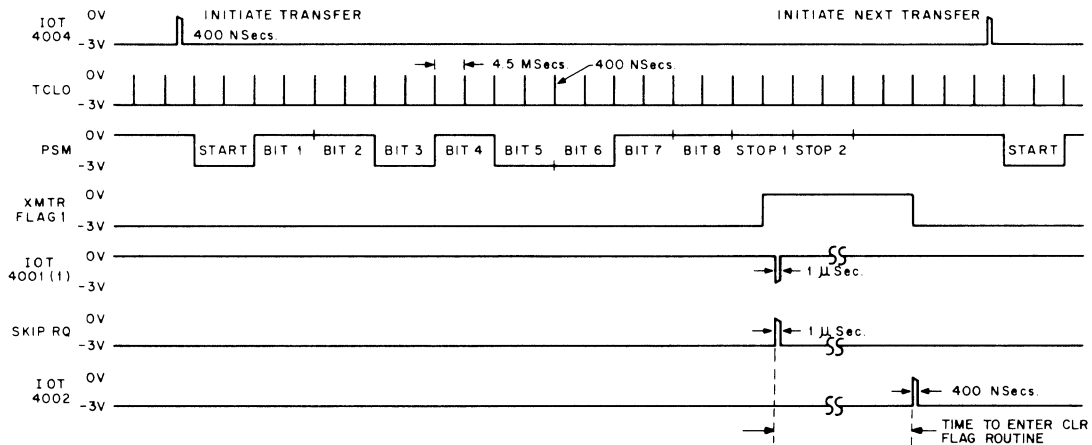 IOT 4004
0V
-3V
INITIATE TRANSFER
400 NSecs.
INITIATE NEXT TRANSFER
TCLO
0V
-3V
4.5 MSecs.
400 NSecs.
PSM
0V
-3V
START BIT 1 BIT 2 BIT 3 BIT 4 BIT 5 BIT 6 BIT 7 BIT 8 STOP 1 STOP 2 START
XMTR FLAG 1
0V
-3V
IOT 4001 (1)
0V
-3V
1 μSec.
SKIP RQ
0V
-3V
1 μSec.
IOT 4002
0V
-3V
400 NSecs.
TIME TO ENTER CLR
FLAG ROUTINE